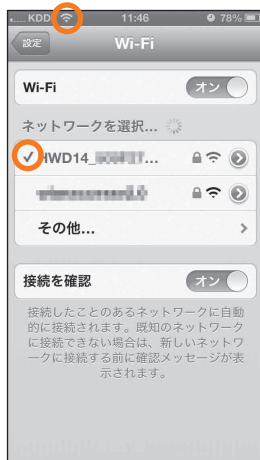 KDD 11:46 78%
設定 Wi-Fi
Wi-Fi オン
ネットワークを選択...
HWD14_ ...
その他...
接続を確認 オン
接続したことのあるネットワークに自動
的に接続されます。既知のネットワーク
に接続できない場合は、新しいネットワ
ークに接続する前に確認メッセージが表
示されます。